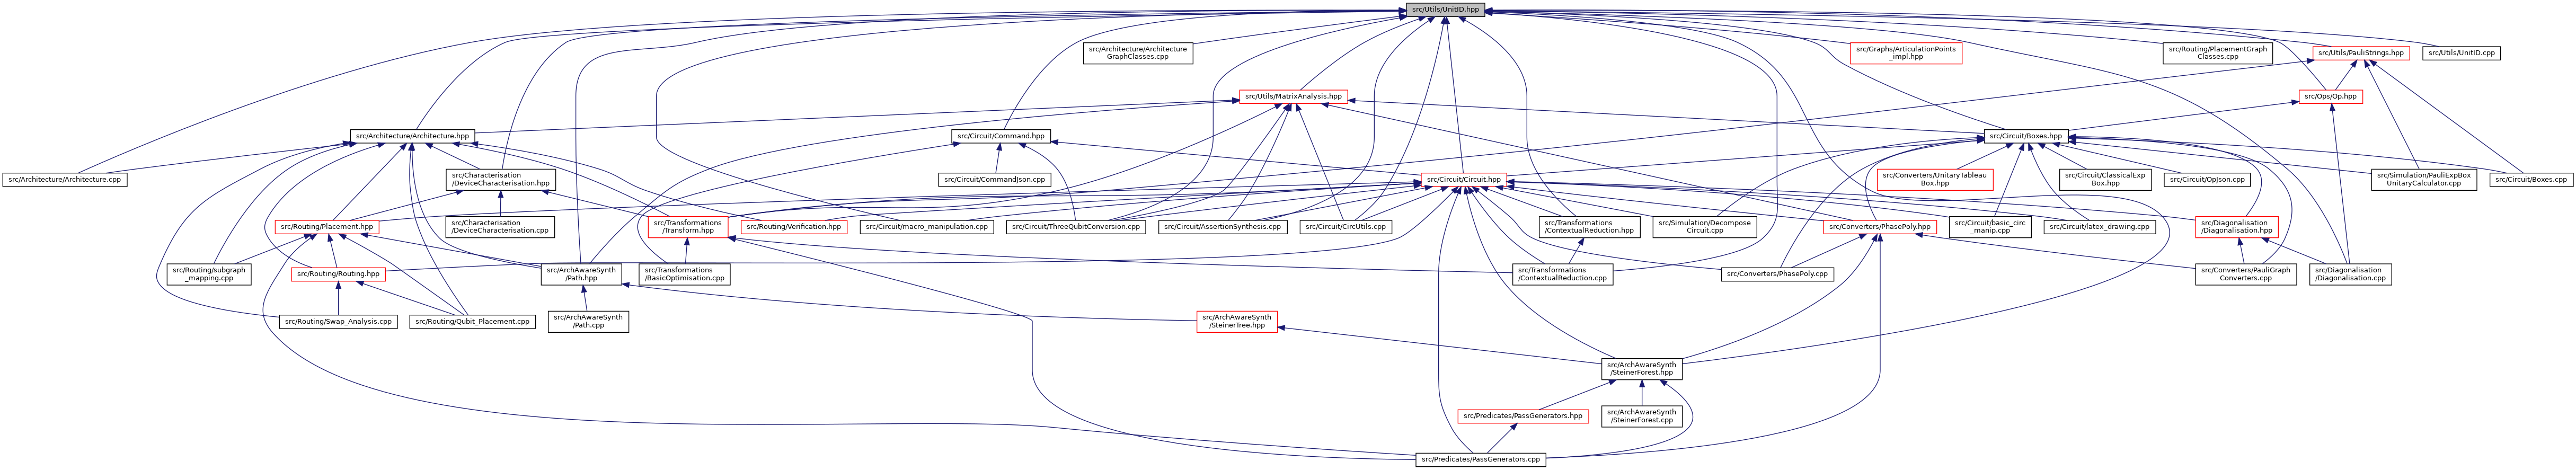 src/Utils/UnitID.hpp
src/Architecture/Architecture
GraphClasses.cpp
src/Graphs/ArticulationPoints
_impl.hpp
src/Routing/PlacementGraph
Classes.cpp
src/Utils/PauliStrings.hpp
src/Utils/UnitID.cpp
src/Utils/MatrixAnalysis.hpp
src/Ops/Op.hpp
src/Architecture/Architecture.hpp
src/Circuit/Command.hpp
src/Circuit/Boxes.hpp
src/Architecture/Architecture.cpp
src/Characterisation
/DeviceCharacterisation.hpp
src/Circuit/CommandJson.cpp
src/Circuit/Circuit.hpp
src/Converters/UnitaryTableau
Box.hpp
src/Circuit/ClassicalExp
Box.hpp
src/Circuit/OpJson.cpp
src/Simulation/PauliExpBox
UnitaryCalculator.cpp
src/Circuit/Boxes.cpp
src/Routing/Placement.hpp
src/Characterisation
/DeviceCharacterisation.cpp
src/Transformations
/Transform.hpp
src/Routing/Verification.hpp
src/Circuit/macro_manipulation.cpp
src/Circuit/ThreeQubitConversion.cpp
src/Circuit/AssertionSynthesis.cpp
src/Circuit/CircUtils.cpp
src/Transformations
/ContextualReduction.hpp
src/Simulation/Decompose
Circuit.cpp
src/Converters/PhasePoly.hpp
src/Circuit/basic_circ
_manip.cpp
src/Circuit/latex_drawing.cpp
src/Diagonalisation
/Diagonalisation.hpp
src/Routing/subgraph
_mapping.cpp
src/Routing/Routing.hpp
src/ArchAwareSynth
/Path.hpp
src/Transformations
/BasicOptimisation.cpp
src/Transformations
/ContextualReduction.cpp
src/Converters/PhasePoly.cpp
src/Converters/PauliGraph
Converters.cpp
src/Diagonalisation
/Diagonalisation.cpp
src/Routing/Swap_Analysis.cpp
src/Routing/Qubit_Placement.cpp
src/ArchAwareSynth
/Path.cpp
src/ArchAwareSynth
/SteinerTree.hpp
src/ArchAwareSynth
/SteinerForest.hpp
src/Predicates/PassGenerators.hpp
src/ArchAwareSynth
/SteinerForest.cpp
src/Predicates/PassGenerators.cpp